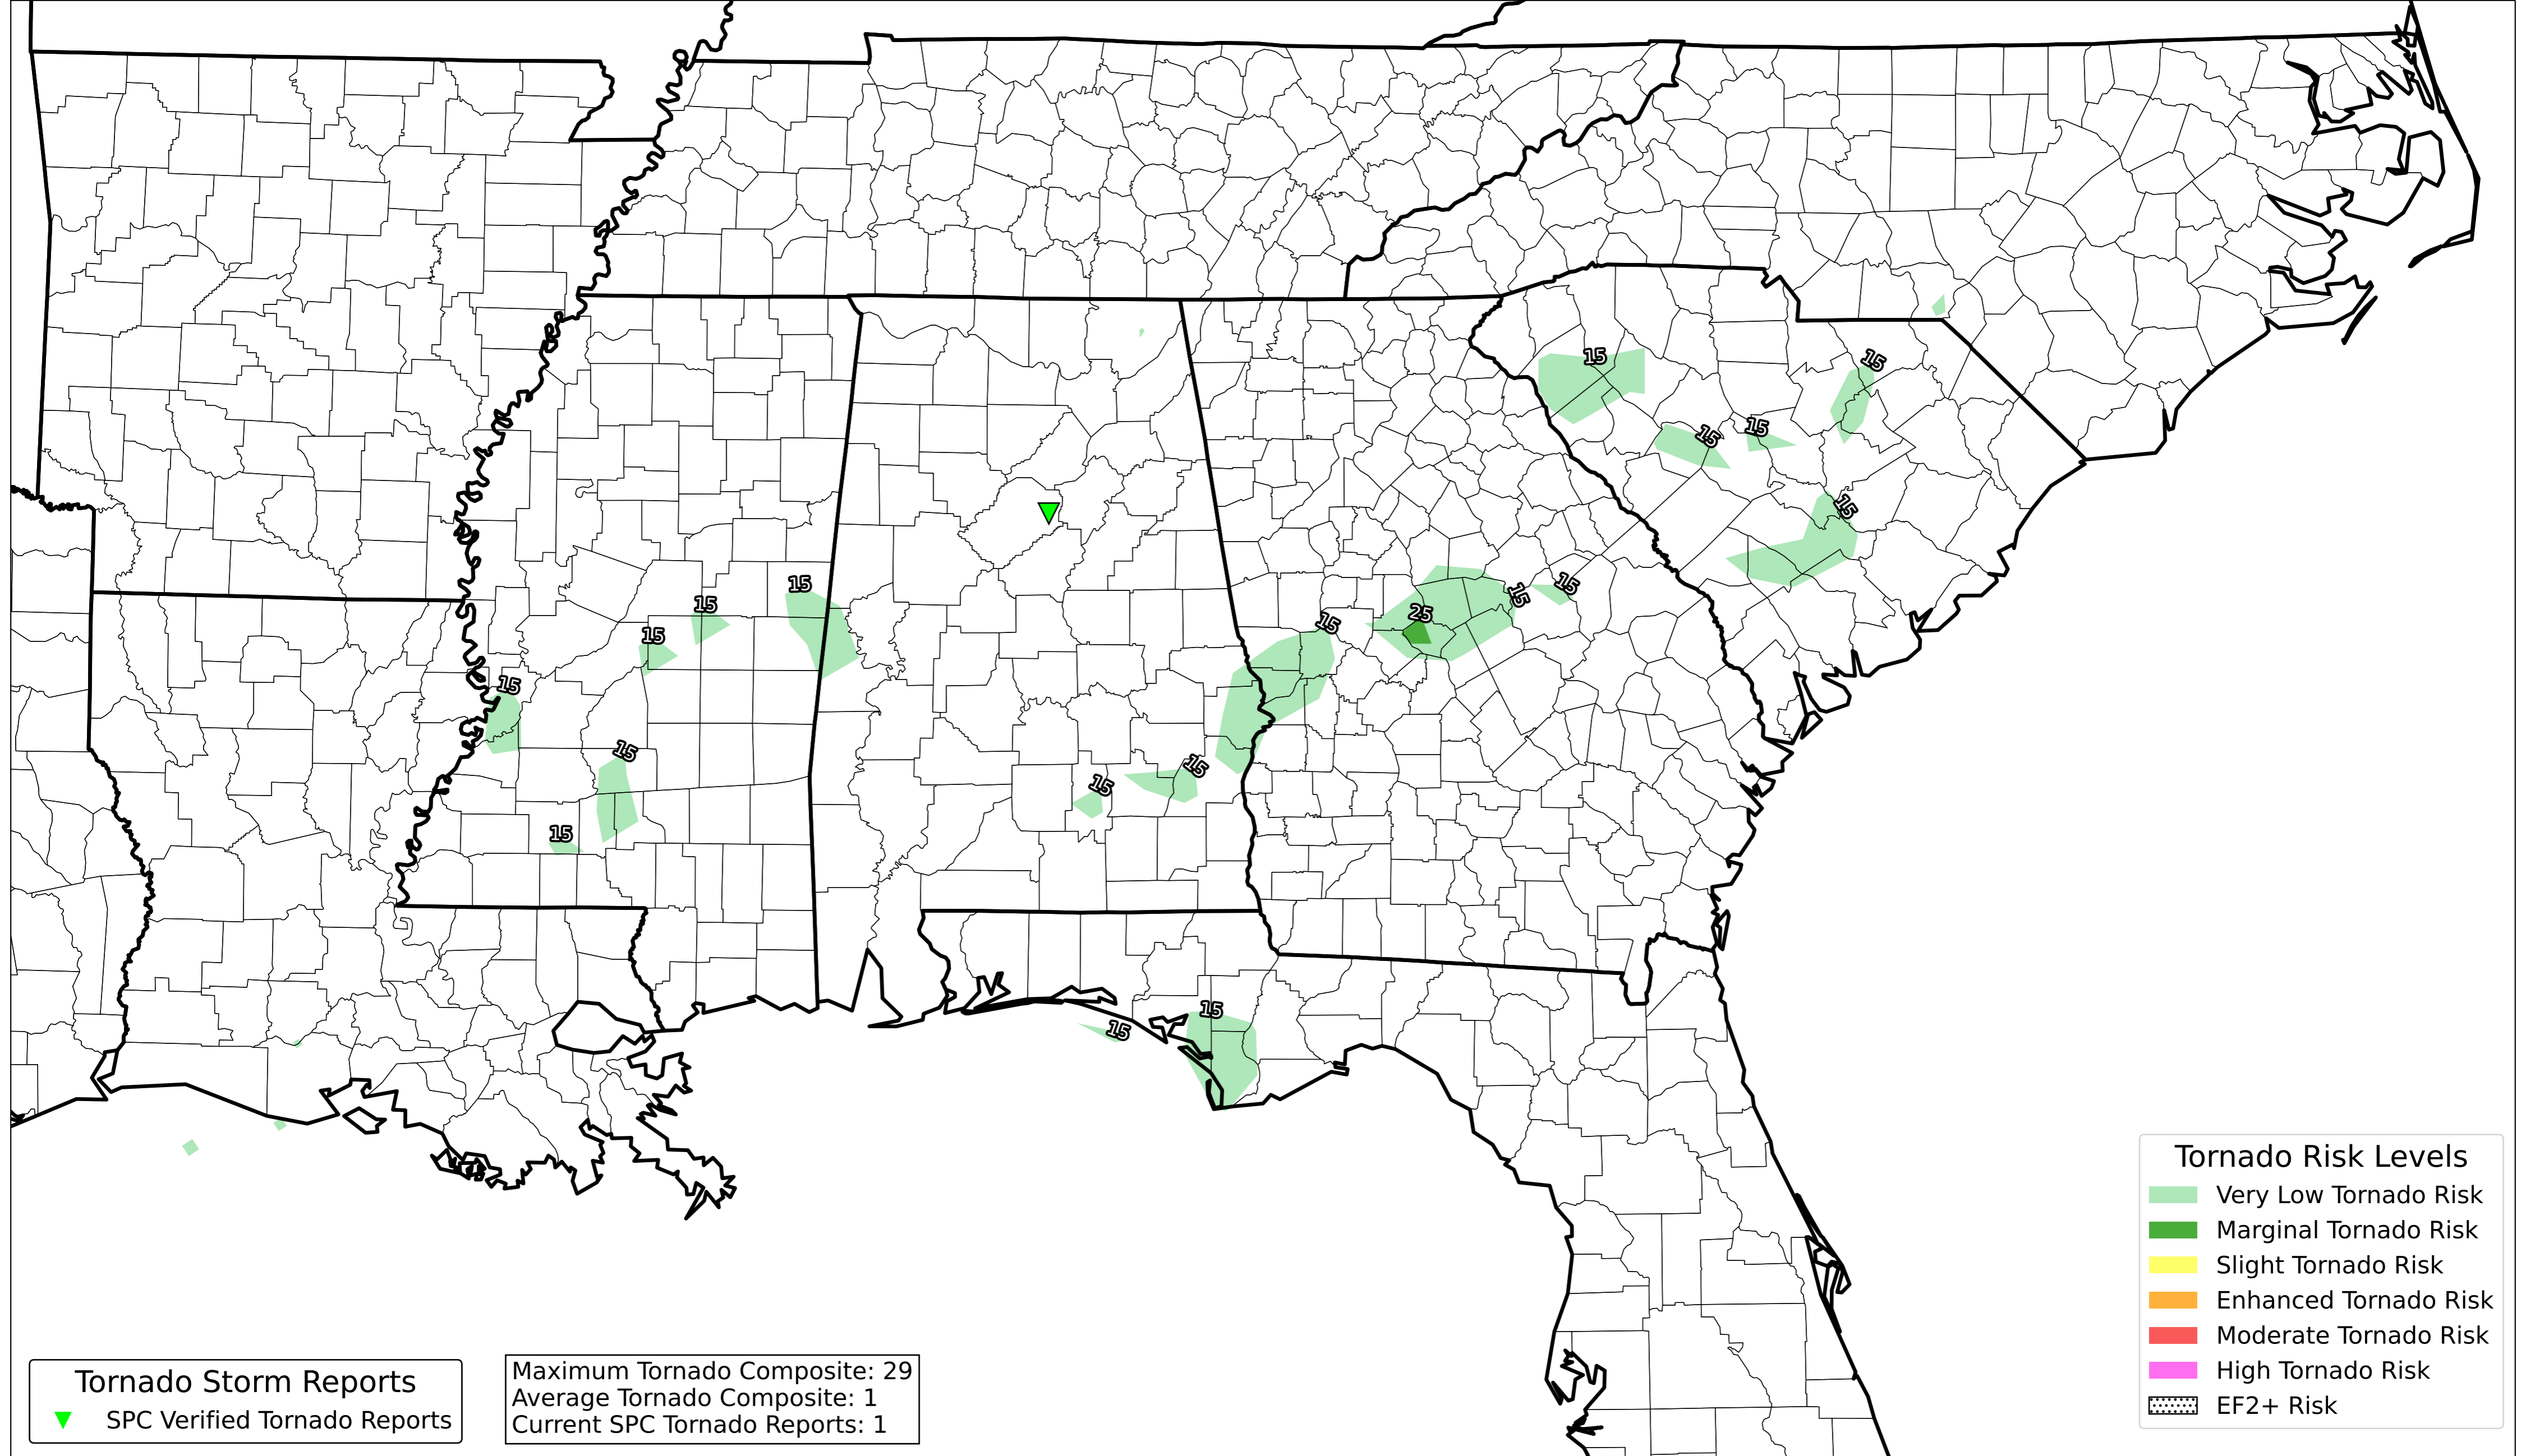 15
15
15
15
15
15
15
15
15
25
15
15
15
15
15
15
15
15
15
15
Tornado Risk Levels
Very Low Tornado Risk
Marginal Tornado Risk
Slight Tornado Risk
Enhanced Tornado Risk
Moderate Tornado Risk
High Tornado Risk
EF2+ Risk
Tornado Storm Reports
SPC Verified Tornado Reports
Maximum Tornado Composite: 29
Average Tornado Composite: 1
Current SPC Tornado Reports: 1